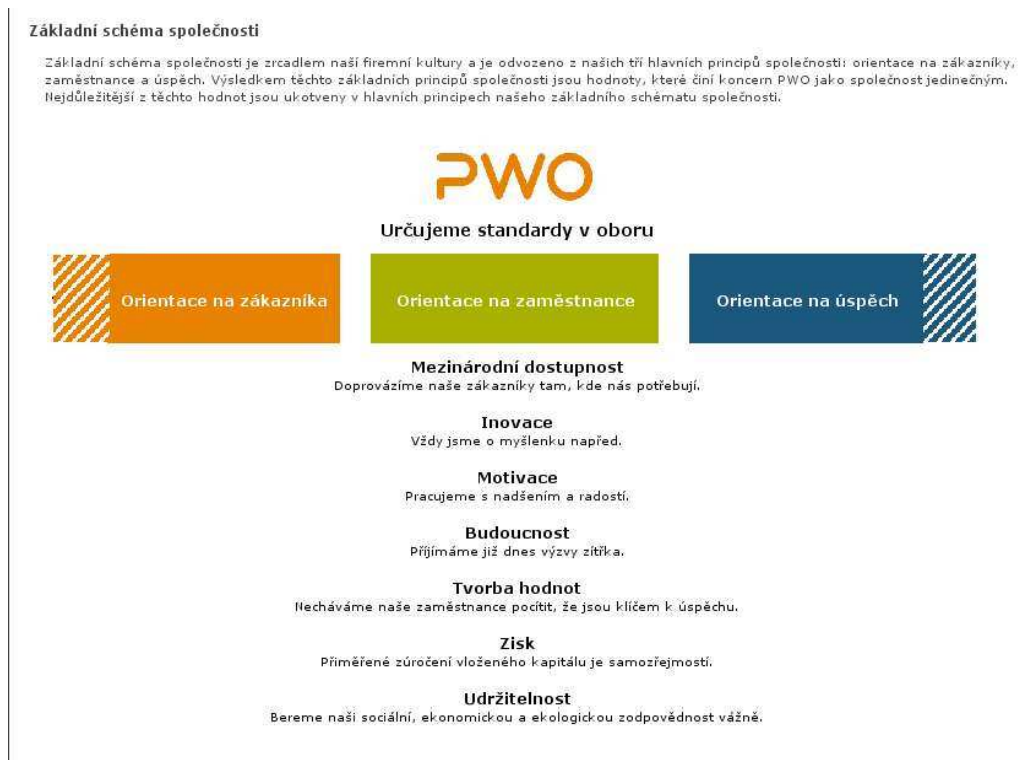 Základní schéma společnosti
Základní schéma společnosti je zrcadlem naší firemní kultury a je odvozeno z našich tří hlavních principů společnosti: orientace na zákazníky,
zaměstnance a úspěch. Výsledkem těchto základních principů společnosti jsou hodnoty, které činí koncern PWO jako společnost jedinečným.
Nejdůležitější z těchto hodnot jsou ukotveny v hlavních principech našeho základního schématu společnosti.
PWO
Určujeme standardy v oboru
Orientace na zákazníka
Orientace na zaměstnance
Orientace na úspěch
Mezinárodní dostupnost
Doprovázíme naše zákazníky tam, kde nás potřebují.
Inovace
Vždy jsme o myšlenku napřed.
Motivace
Pracujeme s nadšením a radostí.
Budoucnost
Příjímáme již dnes výzvy zítřka.
Tvorba hodnot
Necháváme naše zaměstnance pocítit, že jsou klíčem k úspěchu.
Zisk
Přiměřené zúročení vloženého kapitálu je samozřejmostí.
Udržitelnost
Bereme naši sociální, ekonomickou a ekologickou zodpovědnost vážně.